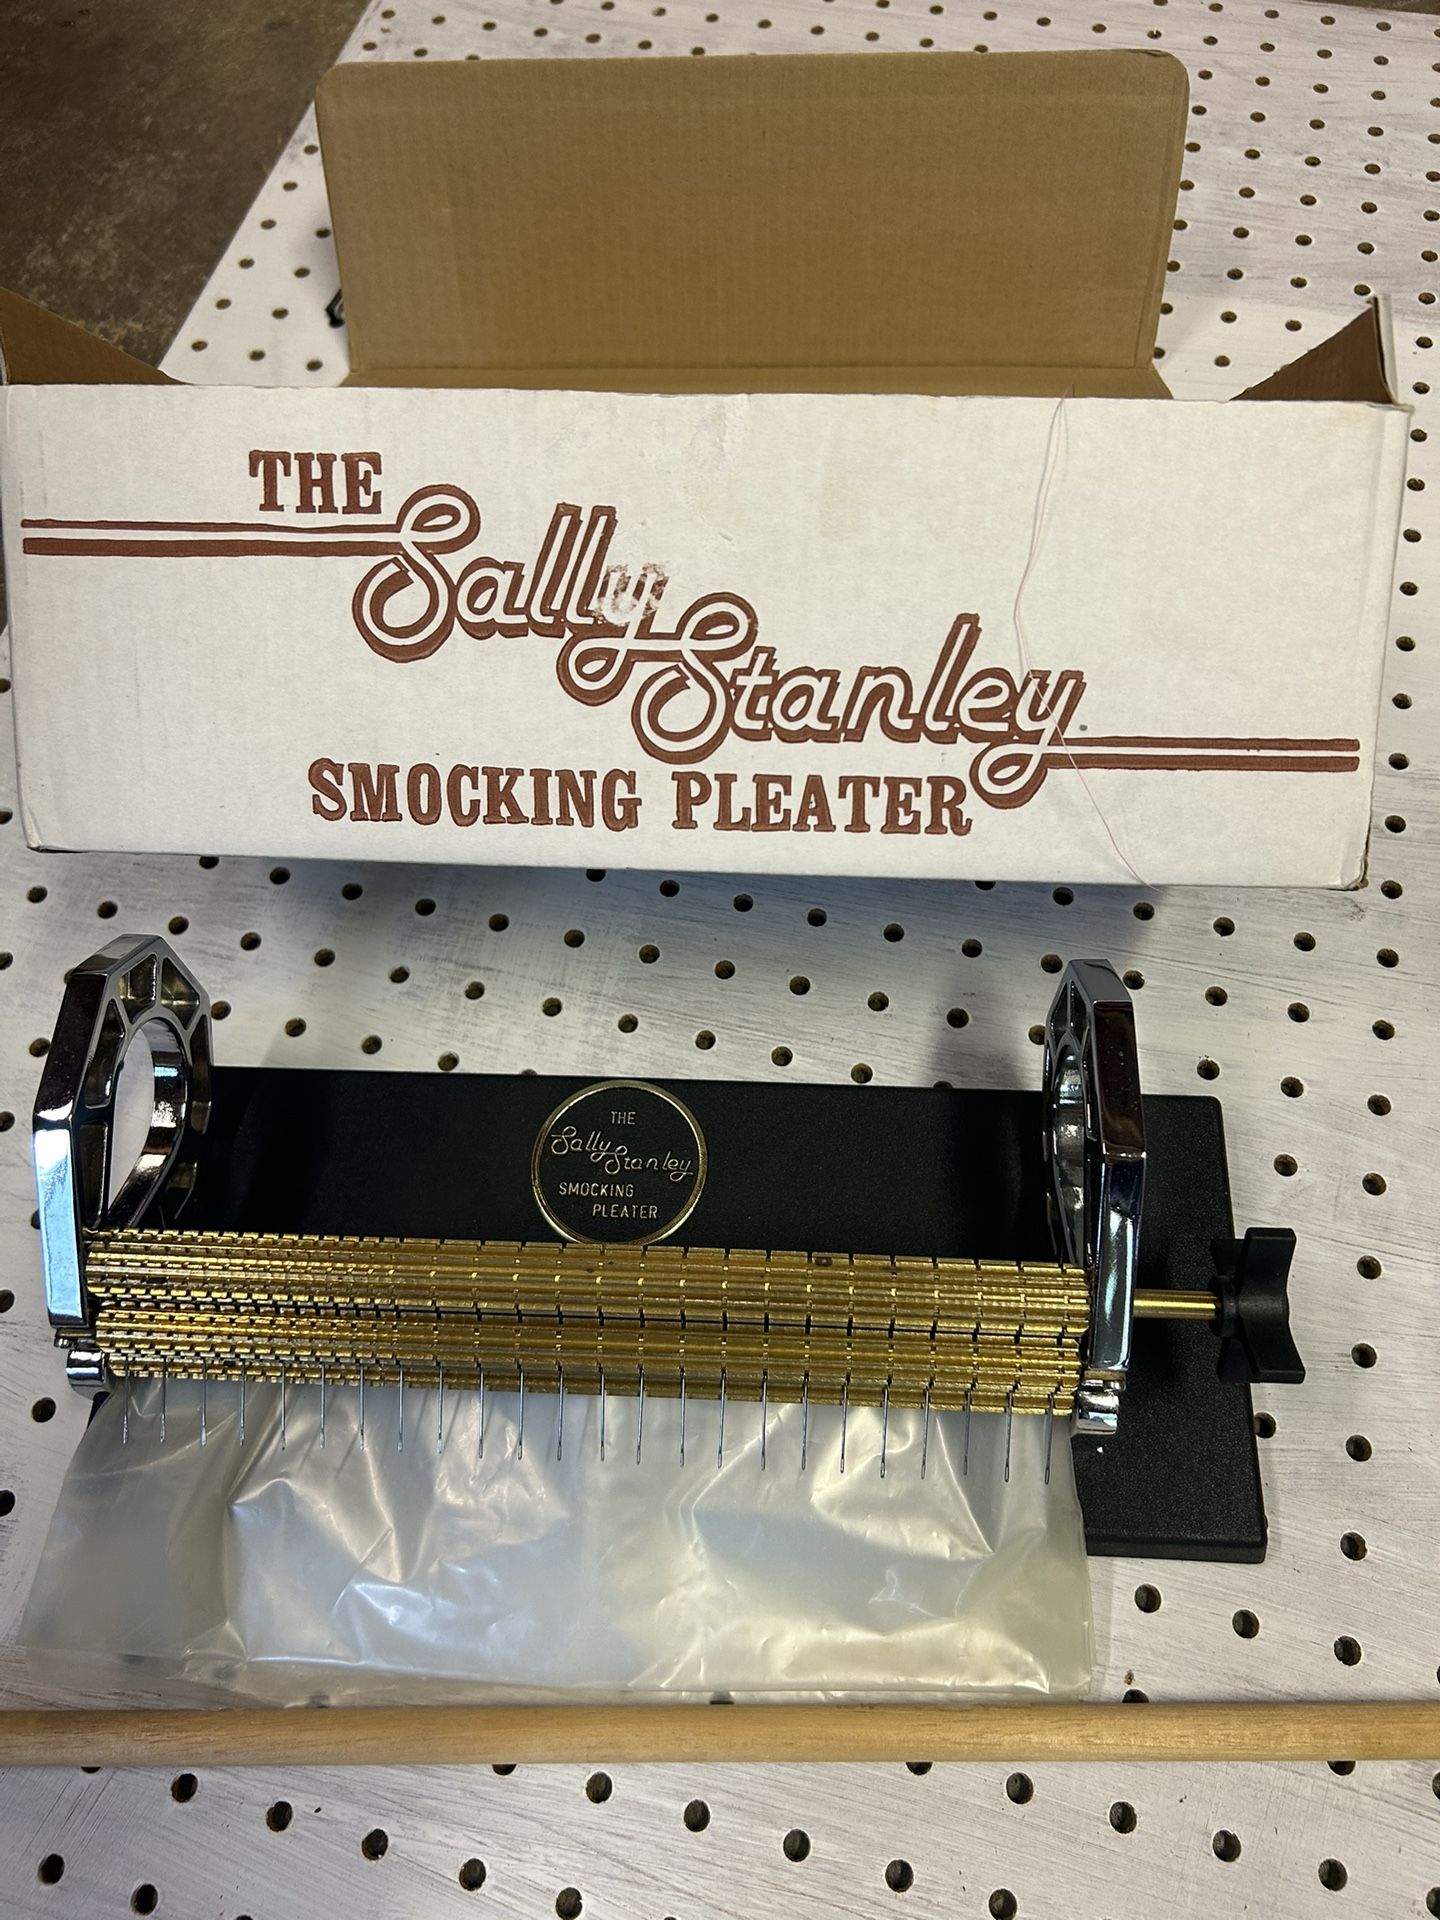 THE
Sally
Stanley
SMOCKING PLEATER
THE
Sally
Stanley
SMOCKING
PLEATER